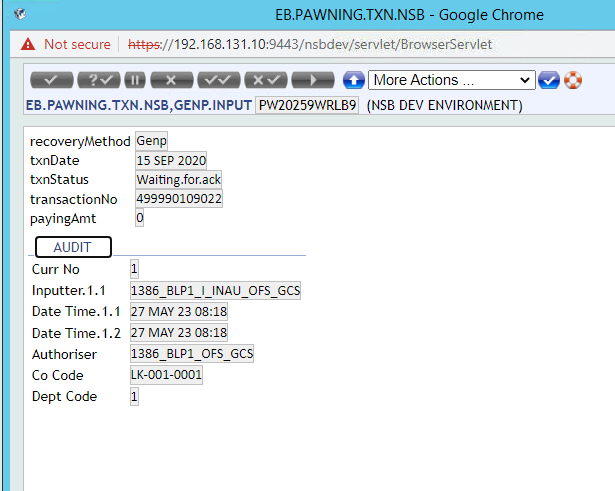 EB.PAWNING.TXN.NSB - Google Chrome
Not secure https://192.168.131.10:9443/nsbdev/servlet/BrowserServlet
More Actions ...
EB.PAWNING.TXN.NSB,GENP.INPUT PW20259WRLB9 (NSB DEV ENVIRONMENT)
recoveryMethod Genp
txnDate 15 SEP 2020
txnStatus Waiting.for.ack
transactionNo 499990109022
payingAmt 0
AUDIT
Curr No 1
Inputter.1.1 1386_BLP1_I_INAU_OFS_GCS
Date Time.1.1 27 MAY 23 08:18
Date Time.1.2 27 MAY 23 08:18
Authoriser 1386_BLP1_OFS_GCS
Co Code LK-001-0001
Dept Code 1